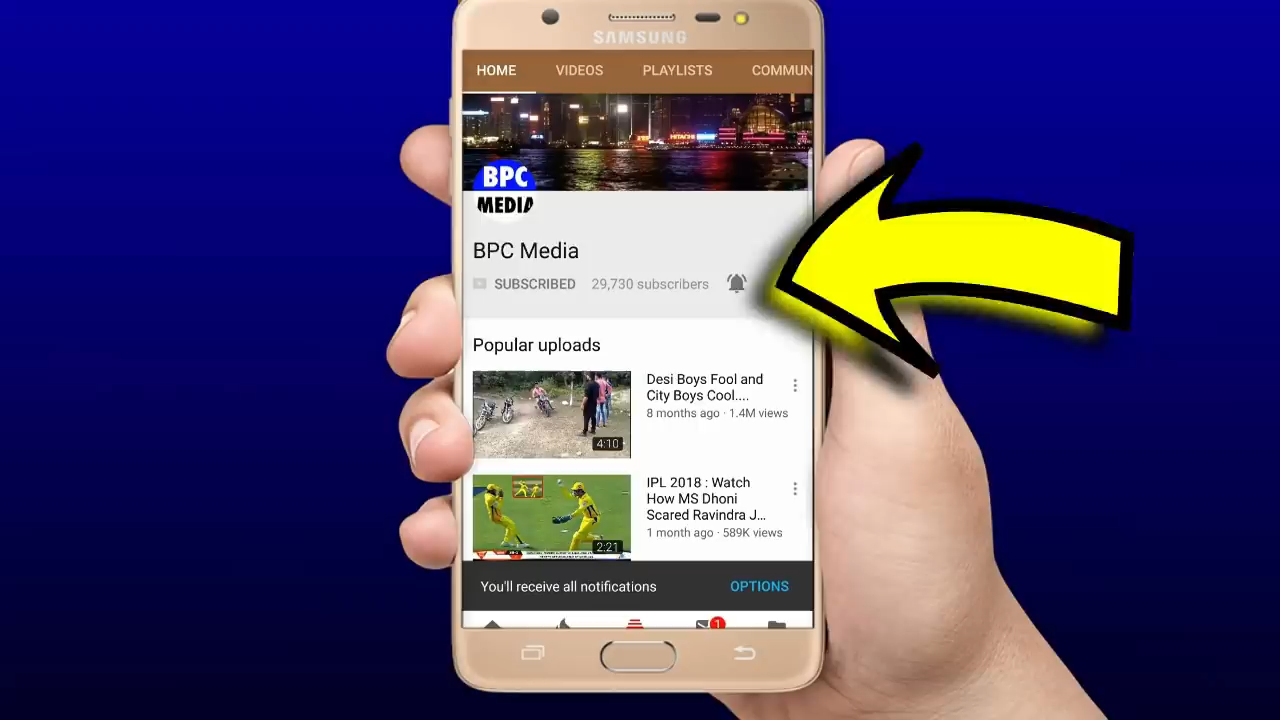 SAMSUNG
HOME VIDEOS PLAYLISTS COMMUN
HITACHI
BPC
MEDIA
BPC Media
SUBSCRIBED 29,730 subscribers
Popular uploads
Desi Boys Fool and
City Boys Cool....
8 months ago · 1.4M views
4:10
IPL 2018 : Watch
How MS Dhoni
Scared Ravindra J...
1 month ago · 589K views
2:21
You'll receive all notifications OPTIONS
1